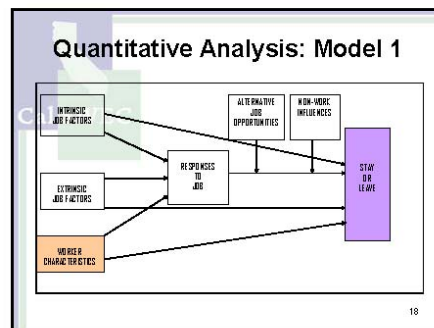 Quantitative Analysis: Model 1
INTRINSIC
JOB FACTORS
ALTERNATIVE
JOB
OPPORTUNITIES
NON-WORK
INFLUENCES
RESPONSES
TO
JOB
STAY
OR
LEAVE
EXTRINSIC
JOB FACTORS
WORKER
CHARACTERISTICS
18